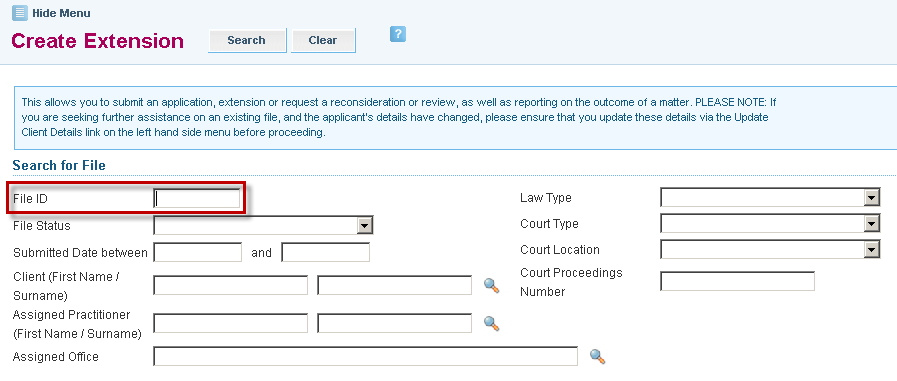 Hide Menu
Create Extension Search Clear ?
This allows you to submit an application, extension or request a reconsideration or review, as well as reporting on the outcome of a matter. PLEASE NOTE: If
you are seeking further assistance on an existing file, and the applicant's details have changed, please ensure that you update these details via the Update
Client Details link on the left hand side menu before proceeding.
Search for File
File ID
Law Type
File Status
Court Type
Submitted Date between and
Court Location
Client (First Name /
Surname)
Court Proceedings
Number
Assigned Practitioner
(First Name / Surname)
Assigned Office